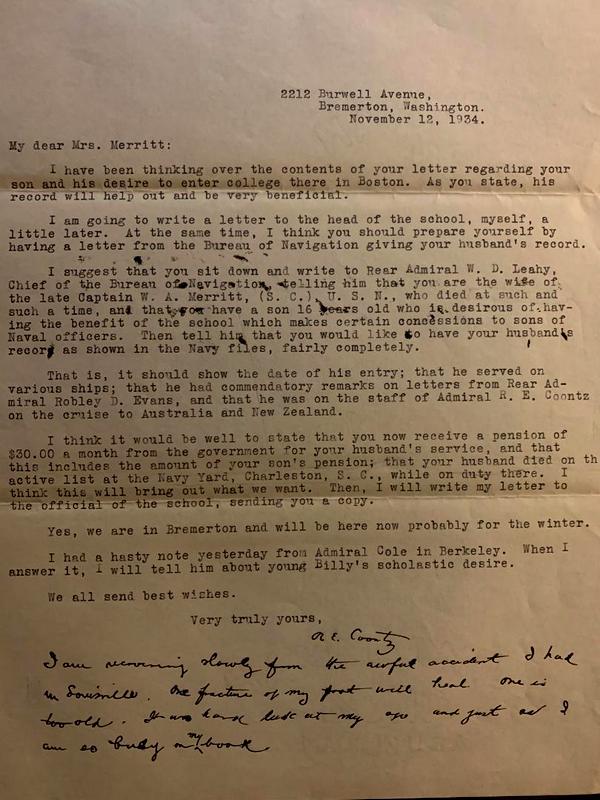 2212 Burwell Avenue,
Bremerton, Washington.
November 12, 1934.
My dear Mrs. Merritt:
I have been thinking over the contents of your letter regarding your
son and his desire to enter college there in Boston. As you state, his
record will help out and be very beneficial.
I am going to write a letter to the head of the school, myself, a
little later. At the same time, I think you should prepare yourself by
having a letter from the Bureau of Navigation giving your husband's record.
I suggest that you sit down and write to Rear Admiral W. D. Leahy,
Chief of the Bureau of Navigation, telling him that you are the wife of
the late Captain W. A. Merritt, (S. C.), U. S. N., who died at such and
such a time, and that you have a son 16 years old who is desirous of hav-
ing the benefit of the school which makes certain concessions to sons of
Naval officers. Then tell him that you would like to have your husband's
record as shown in the Navy files, fairly completely.
That is, it should show the date of his entry; that he served on
various ships; that he had commendatory remarks on letters from Rear Ad-
miral Robley D. Evans, and that he was on the staff of Admiral R. E. Coontz
on the cruise to Australia and New Zealand.
I think it would be well to state that you now receive a pension of
$30.00 a month from the government for your husband's service, and that
this includes the amount of your son's pension; that your husband died on th
active list at the Navy Yard, Charleston, S. C., while on duty there. I
think this will bring out what we want. Then, I will write my letter to
the official of the school, sending you a copy.
Yes, we are in Bremerton and will be here now probably for the winter.
I had a hasty note yesterday from Admiral Cole in Berkeley. When I
answer it, I will tell him about young Billy's scholastic desire.
We all send best wishes.
Very truly yours,
R. E. Coontz
I am recovering slowly from the awful accident I had
in Louisville. One fracture of my foot will heal One is
too old. It was hard luck at my age and just as I
am so busy on my book